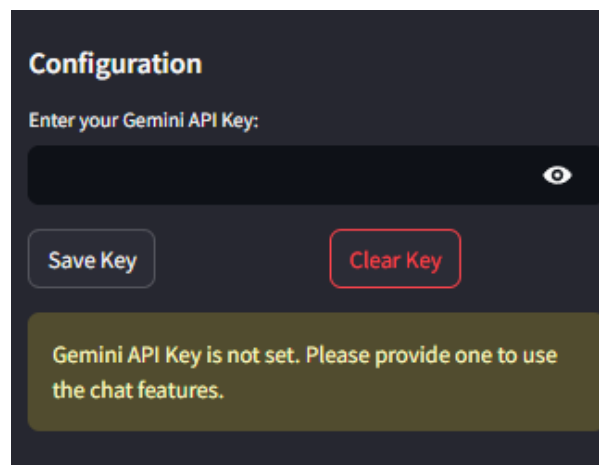 Configuration
Enter your Gemini API Key:
Save Key
Clear Key
Gemini API Key is not set. Please provide one to use
the chat features.